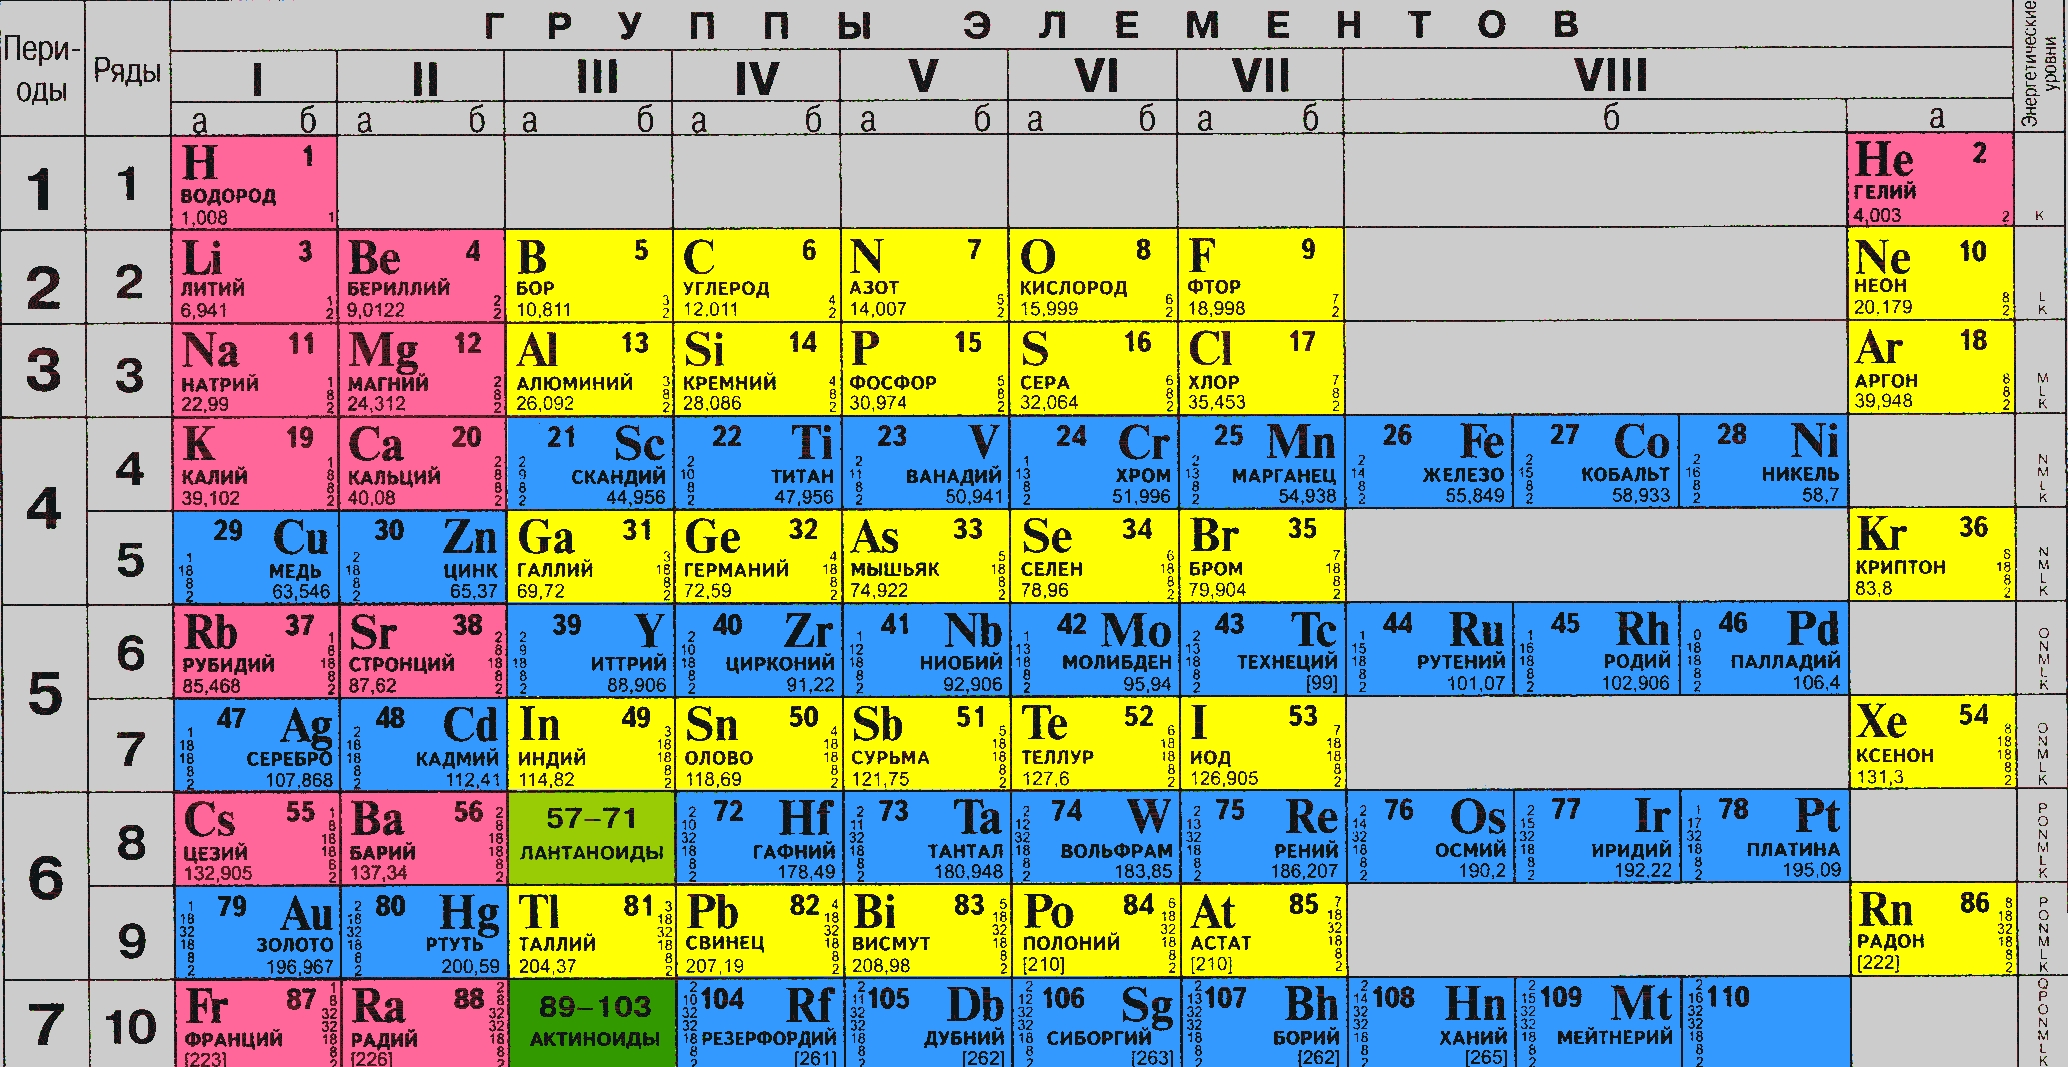 ГРУППЫ ЭЛЕМЕНТОВ
Пери-
оды
Ряды
Энергетические
уровни
I II III IV V VI VII VIII
а б а б а б а б а б а б а б б а
1 1
H 1 He 2
ВОДОРОД ГЕЛИЙ
1,008 1 4,003 2 K
2 2
Li 3 Be 4 B 5 C 6 N 7 O 8 F 9 Ne 10
ЛИТИЙ БЕРИЛЛИЙ БОР УГЛЕРОД АЗОТ КИСЛОРОД ФТОР НЕОН
6,941 9,0122 10,811 12,011 14,007 15,999 18,998 20,179
3 3
Na 11 Mg 12 Al 13 Si 14 P 15 S 16 Cl 17 Ar 18
НАТРИЙ МАГНИЙ АЛЮМИНИЙ КРЕМНИЙ ФОСФОР СЕРА ХЛОР АРГОН
22,99 24,312 26,092 28,086 30,974 32,064 35,453 39,948
4 4
K 19 Ca 20 21 Sc 22 Ti 23 V 24 Cr 25 Mn 26 Fe 27 Co 28 Ni
КАЛИЙ КАЛЬЦИЙ СКАНДИЙ ТИТАН ВАНАДИЙ ХРОМ МАРГАНЕЦ ЖЕЛЕЗО КОБАЛЬТ НИКЕЛЬ
39,102 40,08 44,956 47,956 50,941 51,996 54,938 55,849 58,933 58,7
5
29 Cu 30 Zn Ga 31 Ge 32 As 33 Se 34 Br 35 Kr 36
МЕДЬ ЦИНК ГАЛЛИЙ ГЕРМАНИЙ МЫШЬЯК СЕЛЕН БРОМ КРИПТОН
63,546 65,37 69,72 72,59 74,922 78,96 79,904 83,8
5 6
Rb 37 Sr 38 39 Y 40 Zr 41 Nb 42 Mo 43 Tc 44 Ru 45 Rh 46 Pd
РУБИДИЙ СТРОНЦИЙ ИТТРИЙ ЦИРКОНИЙ НИОБИЙ МОЛИБДЕН ТЕХНЕЦИЙ РУТЕНИЙ РОДИЙ ПАЛЛАДИЙ
85,468 87,62 88,906 91,22 92,906 95,94 [99] 101,07 102,906 106,4
7
47 Ag 48 Cd In 49 Sn 50 Sb 51 Te 52 I 53 Xe 54
СЕРЕБРО КАДМИЙ ИНДИЙ ОЛОВО СУРЬМА ТЕЛЛУР ИОД КСЕНОН
107,868 112,41 114,82 118,69 121,75 127,6 126,905 131,3
6 8
Cs 55 Ba 56 57–71 72 Hf 73 Ta 74 W 75 Re 76 Os 77 Ir 78 Pt
ЦЕЗИЙ БАРИЙ ЛАНТАНОИДЫ ГАФНИЙ ТАНТАЛ ВОЛЬФРАМ РЕНИЙ ОСМИЙ ИРИДИЙ ПЛАТИНА
132,905 137,34 178,49 180,948 183,85 186,207 190,2 192,22 195,09
9
79 Au 80 Hg Tl 81 Pb 82 Bi 83 Po 84 At 85 Rn 86
ЗОЛОТО РТУТЬ ТАЛЛИЙ СВИНЕЦ ВИСМУТ ПОЛОНИЙ АСТАТ РАДОН
196,967 200,59 204,37 207,19 208,98 [210] [210] [222]
7 10
Fr 87 Ra 88 89–103 104 Rf 105 Db 106 Sg 107 Bh 108 Hn 109 Mt 110
ФРАНЦИЙ РАДИЙ АКТИНОИДЫ РЕЗЕРФОРДИЙ ДУБНИЙ СИБОРГИЙ БОРИЙ ХАНИЙ МЕЙТНЕРИЙ
[223] [226] [261] [262] [263] [262] [265]